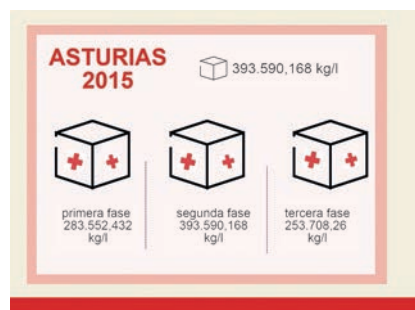 ASTURIAS
2015
393.590,168 kg/l
primera fase
283.552,432
kg/l
segunda fase
393.590,168
kg/l
tercera fase
253.708,26
kg/l